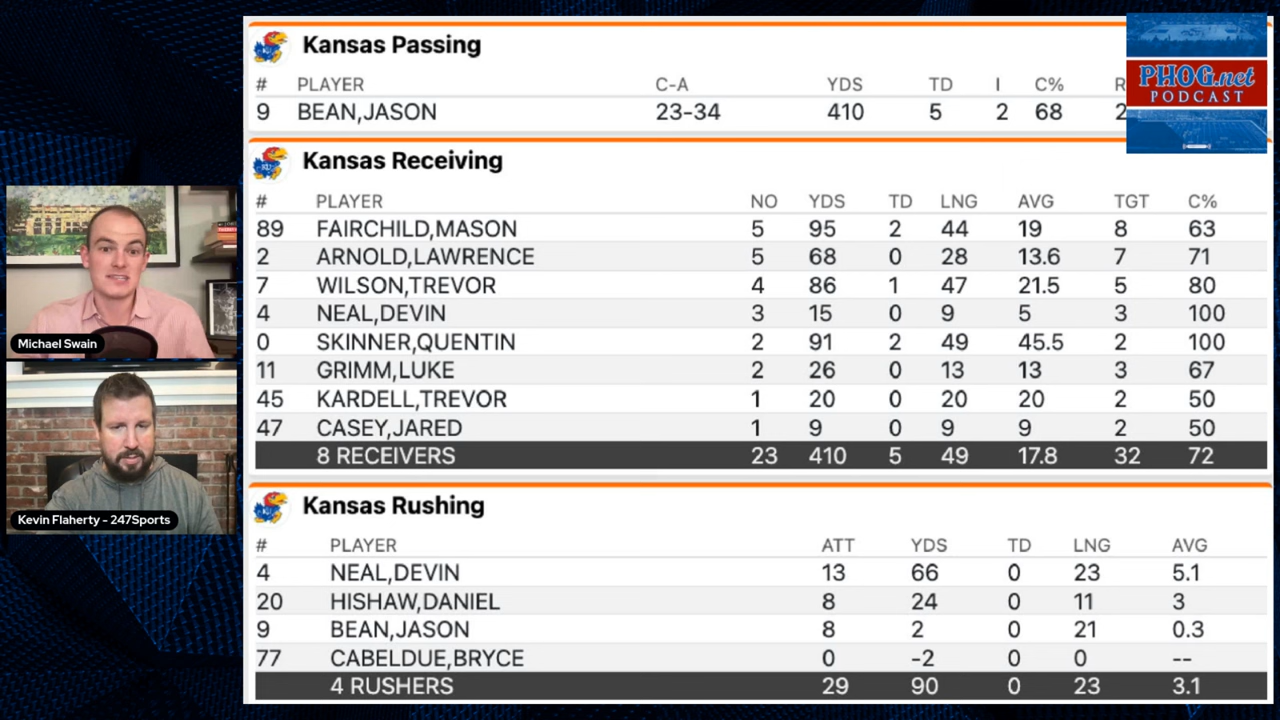 Kansas Passing
# PLAYER C-A YDS TD I C% R
9 BEAN,JASON 23-34 410 5 2 68 2
PHOG.net
PODCAST
Kansas Receiving
# PLAYER NO YDS TD LNG AVG TGT C%
89 FAIRCHILD,MASON 5 95 2 44 19 8 63
2 ARNOLD,LAWRENCE 5 68 0 28 13.6 7 71
7 WILSON,TREVOR 4 86 1 47 21.5 5 80
4 NEAL,DEVIN 3 15 0 9 5 3 100
0 SKINNER,QUENTIN 2 91 2 49 45.5 2 100
11 GRIMM,LUKE 2 26 0 13 13 3 67
45 KARDELL,TREVOR 1 20 0 20 20 2 50
47 CASEY,JARED 1 9 0 9 9 2 50
8 RECEIVERS 23 410 5 49 17.8 32 72
Kansas Rushing
# PLAYER ATT YDS TD LNG AVG
4 NEAL,DEVIN 13 66 0 23 5.1
20 HISHAW,DANIEL 8 24 0 11 3
9 BEAN,JASON 8 2 0 21 0.3
77 CABELDUE,BRYCE 0 -2 0 0 --
4 RUSHERS 29 90 0 23 3.1
Michael Swain
Kevin Flaherty - 247Sports